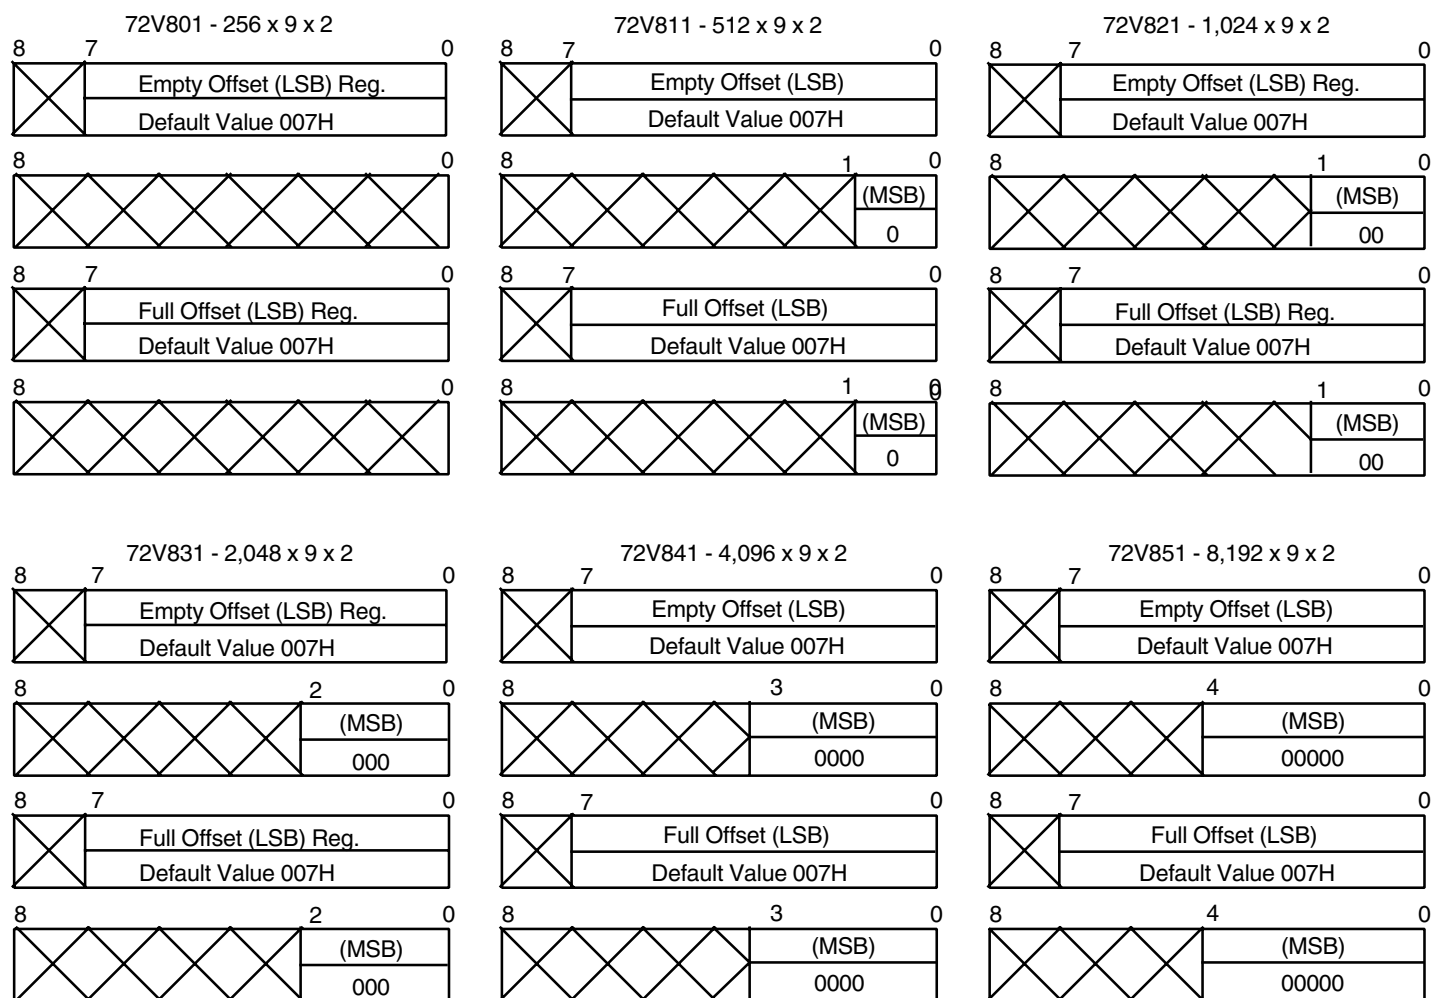 72V801 - 256 x 9 x 2
8 7 0
Empty Offset (LSB) Reg.
Default Value 007H
8 0
8 7 0
Full Offset (LSB) Reg.
Default Value 007H
8 0
72V811 - 512 x 9 x 2
8 7 0
Empty Offset (LSB)
Default Value 007H
8 1 0
(MSB)
0
8 7 0
Full Offset (LSB)
Default Value 007H
8 1 0
0
(MSB)
0
72V821 - 1,024 x 9 x 2
8 7 0
Empty Offset (LSB) Reg.
Default Value 007H
8 1 0
(MSB)
00
8 7 0
Full Offset (LSB) Reg.
Default Value 007H
8 1 0
(MSB)
00
72V831 - 2,048 x 9 x 2
8 7 0
Empty Offset (LSB) Reg.
Default Value 007H
8 2 0
(MSB)
000
8 7 0
Full Offset (LSB) Reg.
Default Value 007H
8 2 0
(MSB)
000
72V841 - 4,096 x 9 x 2
8 7 0
Empty Offset (LSB)
Default Value 007H
8 3 0
(MSB)
0000
8 7 0
Full Offset (LSB)
Default Value 007H
8 3 0
(MSB)
0000
72V851 - 8,192 x 9 x 2
8 7 0
Empty Offset (LSB)
Default Value 007H
8 4 0
(MSB)
00000
8 7 0
Full Offset (LSB)
Default Value 007H
8 4 0
(MSB)
00000